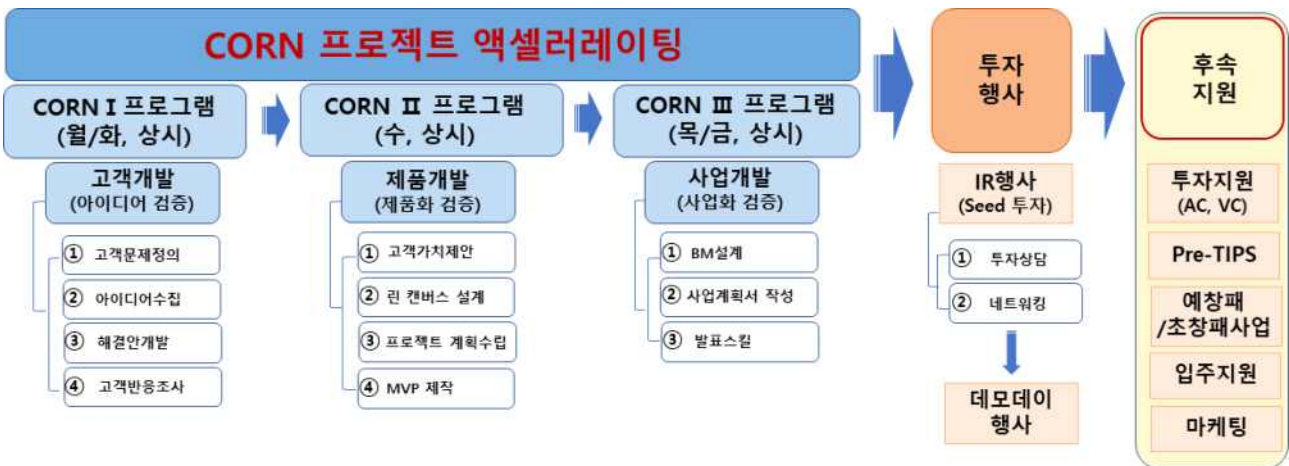 CORN 프로젝트 액셀러레이팅
CORN Ⅰ 프로그램
(월/화, 상시)
고객개발
(아이디어 검증)
① 고객문제정의
② 아이디어수집
③ 해결안개발
④ 고객반응조사
CORN Ⅱ 프로그램
(수, 상시)
제품개발
(제품화 검증)
① 고객가치제안
② 린 캔버스 설계
③ 프로젝트 계획수립
④ MVP 제작
CORN Ⅲ 프로그램
(목/금, 상시)
사업개발
(사업화 검증)
① BM설계
② 사업계획서 작성
③ 발표스킬
투자
행사
IR행사
(Seed 투자)
① 투자상담
② 네트워킹
데모데이
행사
후속
지원
투자지원
(AC, VC)
Pre-TIPS
예창패
/초창패사업
입주지원
마케팅